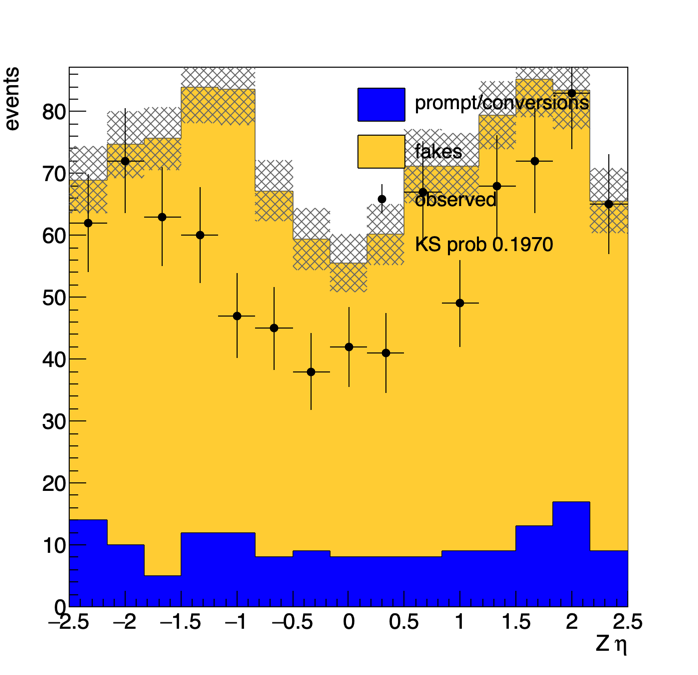 events
80
70
60
50
40
30
20
10
0
prompt/conversions
fakes
observed
KS prob 0.1970
−2.5 −2 −1.5 −1 −0.5 0 0.5 1 1.5 2 2.5
Z η